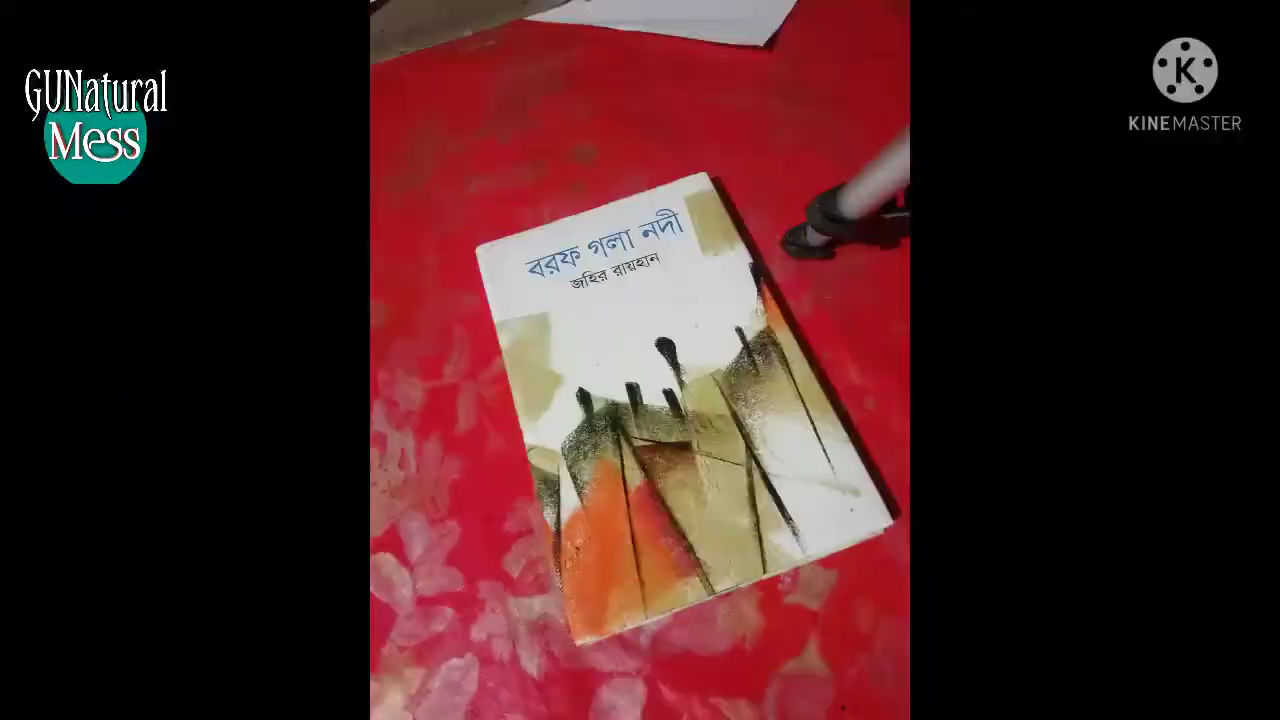 GUNatural
Mess
বরফ গলা নদী
জহির রায়হান
K
KINEMASTER